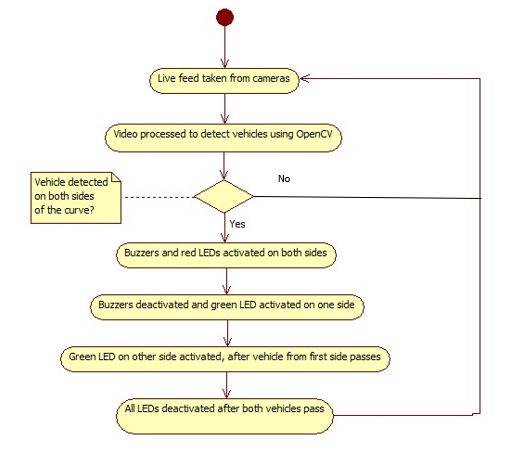 Live feed taken from cameras
Video processed to detect vehicles using OpenCV
Vehicle detected
on both sides
of the curve?
No
Yes
Buzzers and red LEDs activated on both sides
Buzzers deactivated and green LED activated on one side
Green LED on other side activated, after vehicle from first side passes
All LEDs deactivated after both vehicles pass